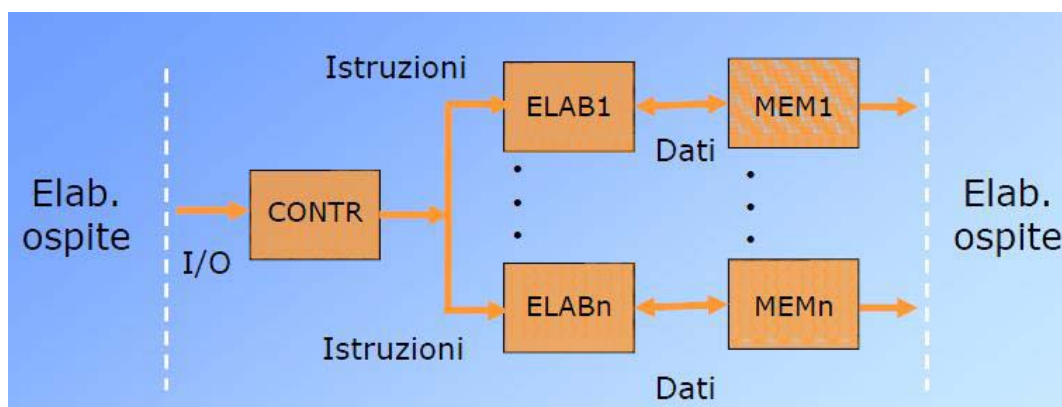 Istruzioni
ELAB1
MEM1
Dati
Elab.
ospite
CONTR
I/O
Elab.
ospite
ELABn
MEMn
Istruzioni
Dati